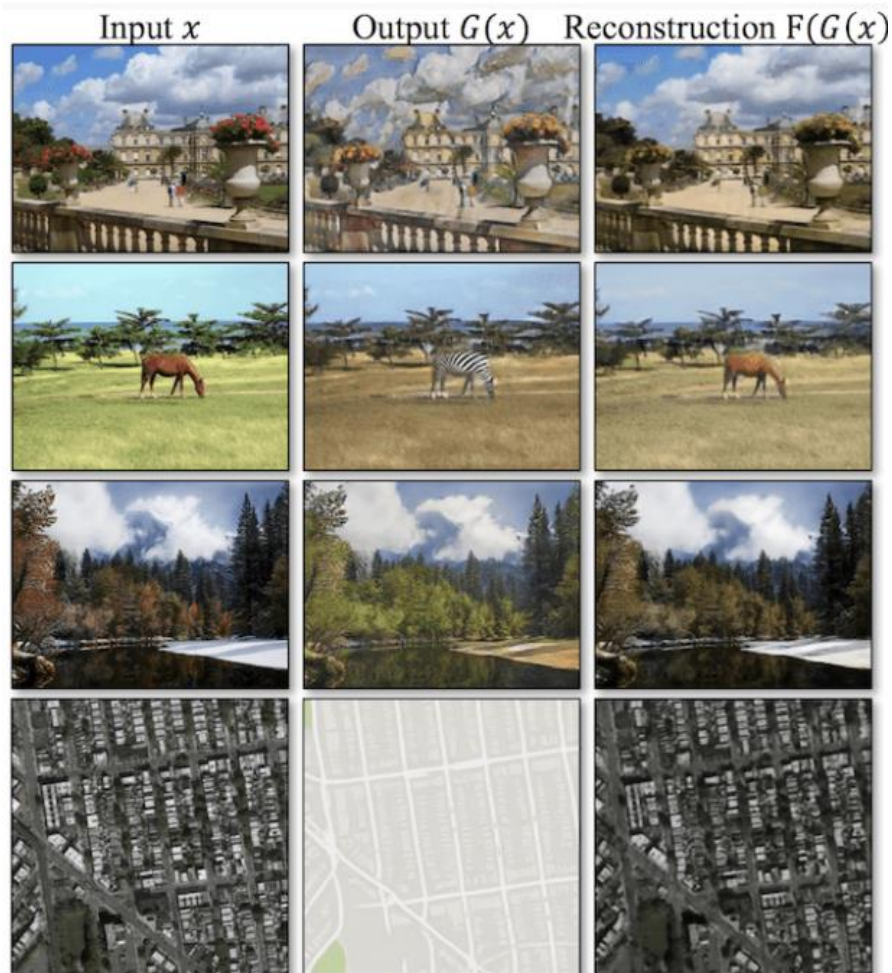 Input x
Output G(x)
Reconstruction F(G(x)